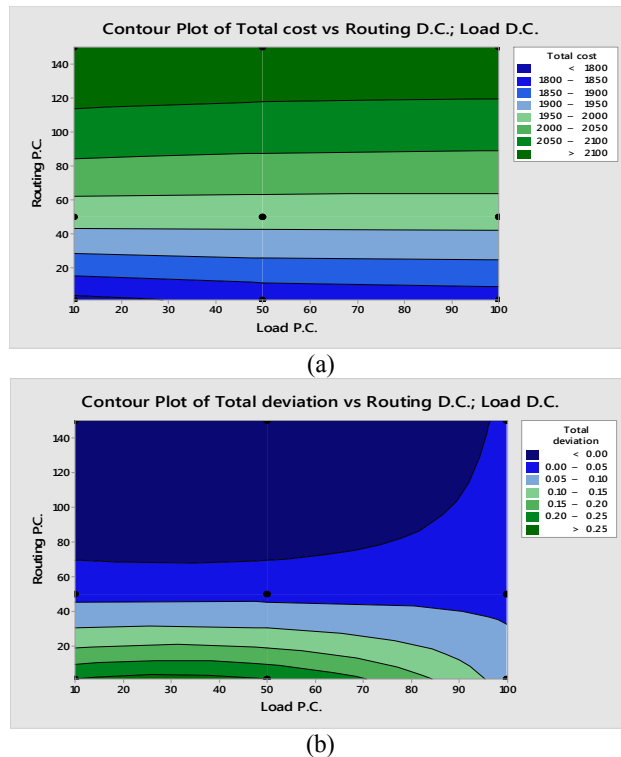 Contour Plot of Total cost vs Routing D.C.; Load D.C.
Total cost
< 1800
1800 – 1850
1850 – 1900
1900 – 1950
1950 – 2000
2000 – 2050
2050 – 2100
> 2100
Routing P.C.
140
120
100
80
60
40
20
10 20 30 40 50 60 70 80 90 100
Load P.C.
(a)
Contour Plot of Total deviation vs Routing D.C.; Load D.C.
Total
deviation
< 0.00
0.00 – 0.05
0.05 – 0.10
0.10 – 0.15
0.15 – 0.20
0.20 – 0.25
> 0.25
Routing P.C.
140
120
100
80
60
40
20
10 20 30 40 50 60 70 80 90 100
Load P.C.
(b)